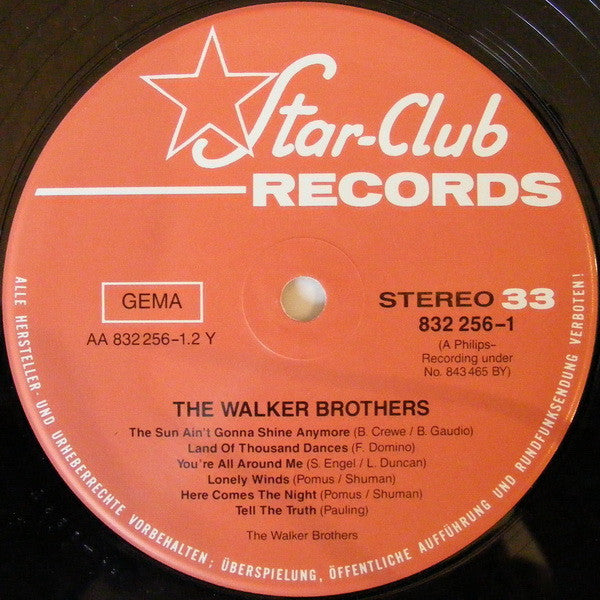 Star-Club
RECORDS
GEMA
AA 832 256–1.2 Y
STEREO 33
832 256–1
(A Philips–
Recording under
No. 843 465 BY)
THE WALKER BROTHERS
The Sun Ain't Gonna Shine Anymore (B. Crewe / B. Gaudio)
Land Of Thousand Dances (F. Domino)
You're All Around Me (S. Engel / L. Duncan)
Lonely Winds (Pomus / Shuman)
Here Comes The Night (Pomus / Shuman)
Tell The Truth (Pauling)
The Walker Brothers
ALLE HERSTELLER- UND URHEBERRECHTE VORBEHALTEN; ÜBERSPIELUNG, ÖFFENTLICHE AUFFÜHRUNG UND RUNDFUNKSENDUNG VERBOTEN!